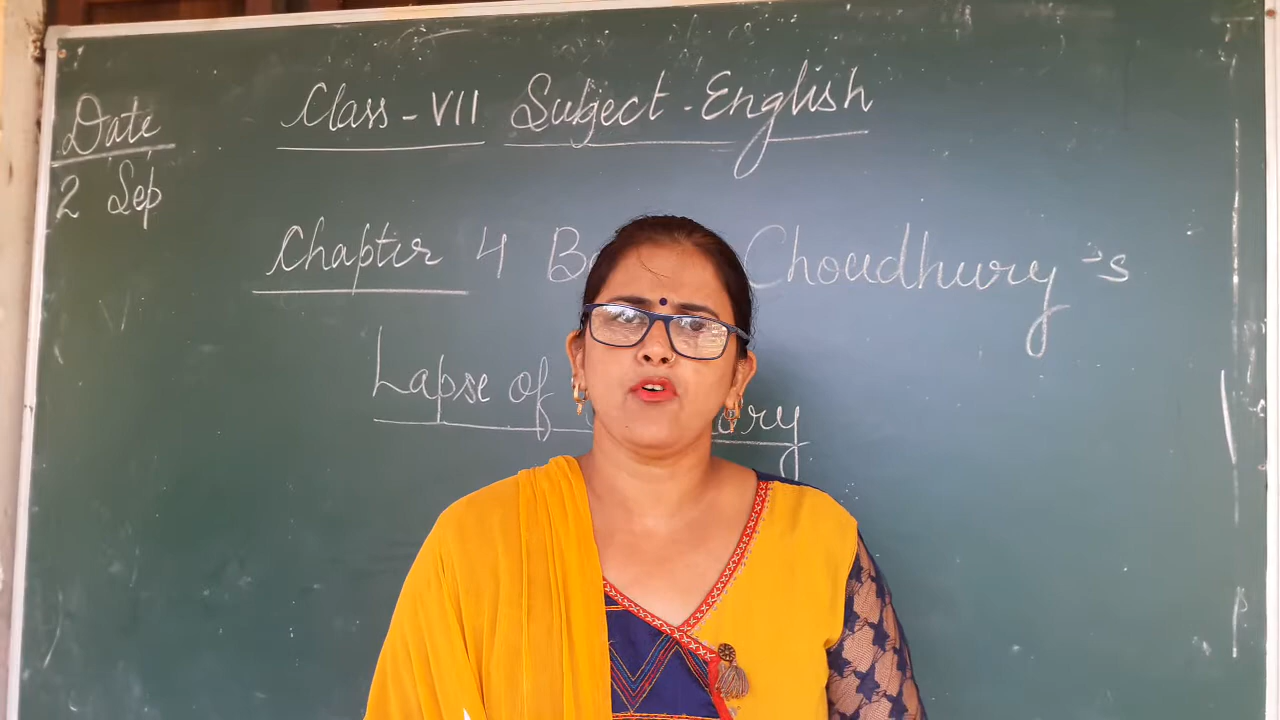 Date
2 Sep
Class - VII Subject - English
Chapter 4 Choudhury's
Lapse of